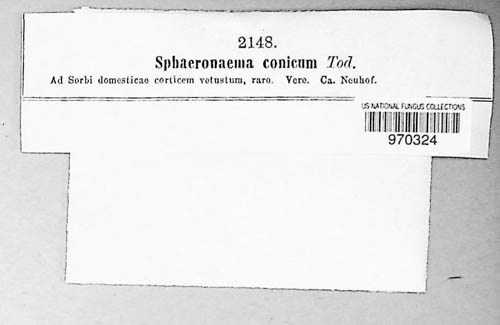 2148.
Sphaeronaema conicum Tod.
Ad Sorbi domesticae corticem vetustum, raro. Vere. Ca. Neuhof.
US NATIONAL FUNGUS COLLECTIONS
970324